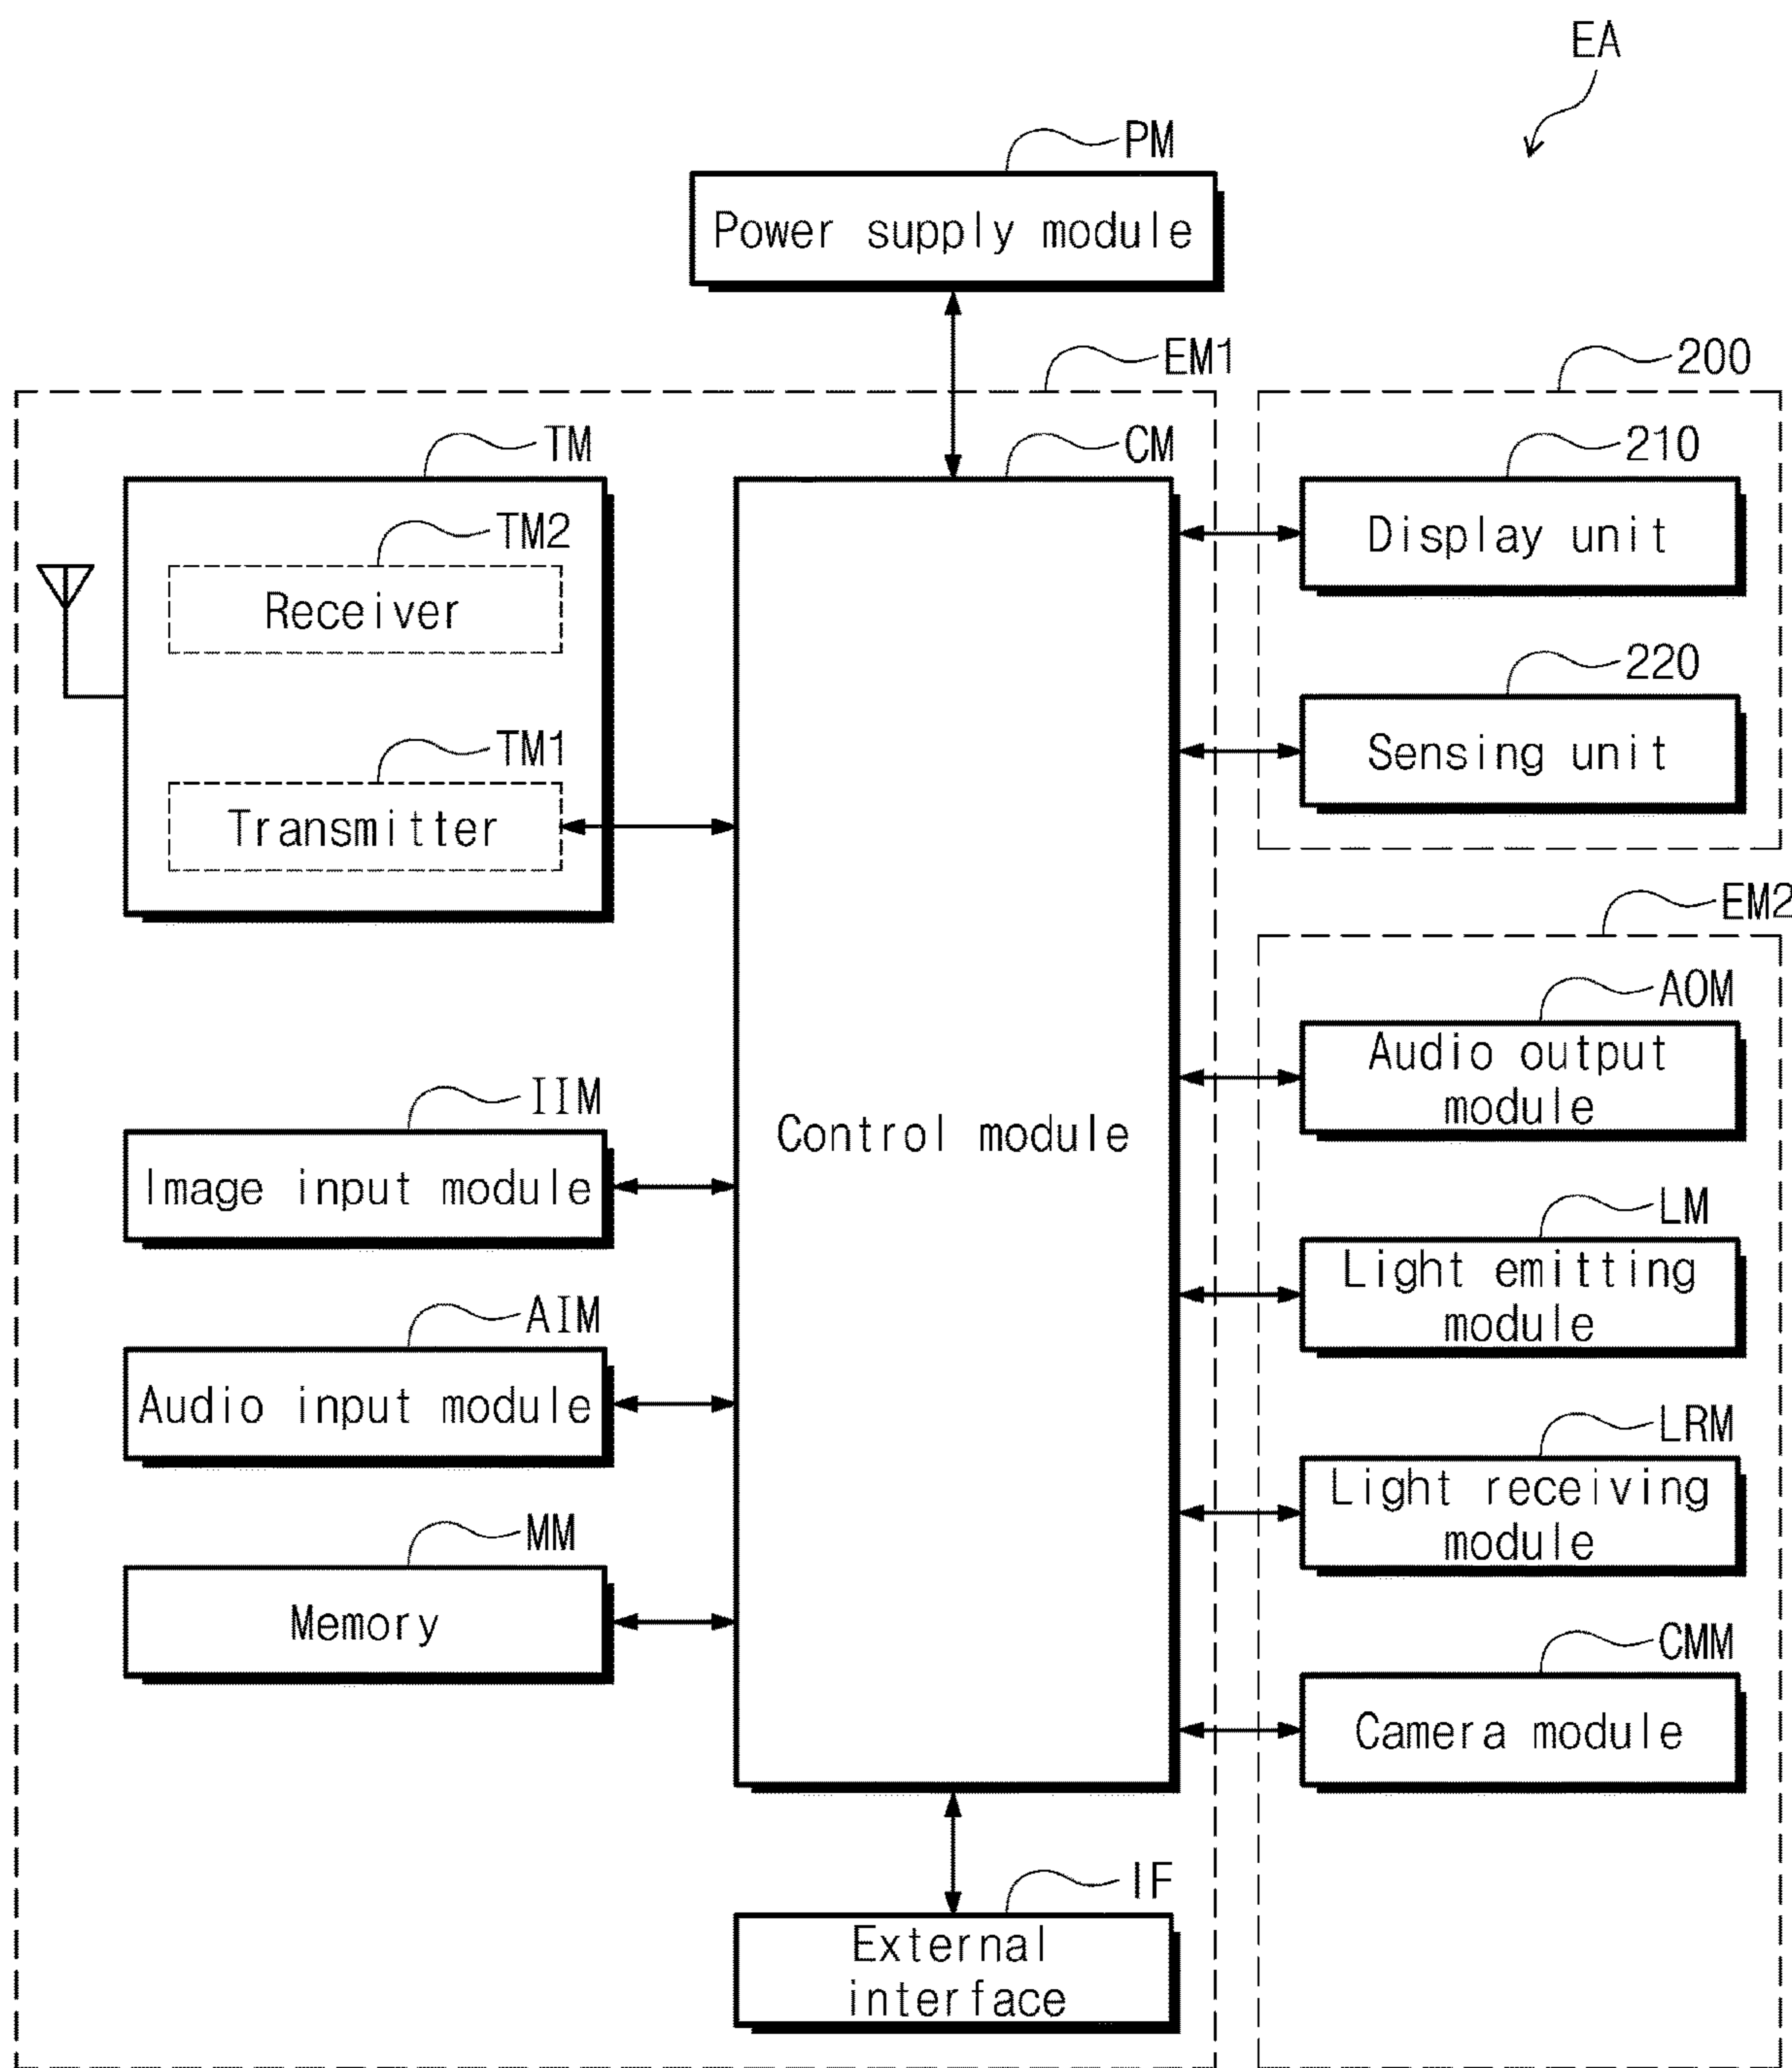 EA
PM
Power supply module
EM1
200
TM
CM
210
TM2
Display unit
Receiver
220
TM1
Sensing unit
Transmitter
EM2
AOM
Audio output
module
IIM
Control module
Image input module
LM
Light emitting
module
AIM
Audio input module
LRM
Light receiving
module
MM
Memory
CMM
Camera module
IF
External
interface